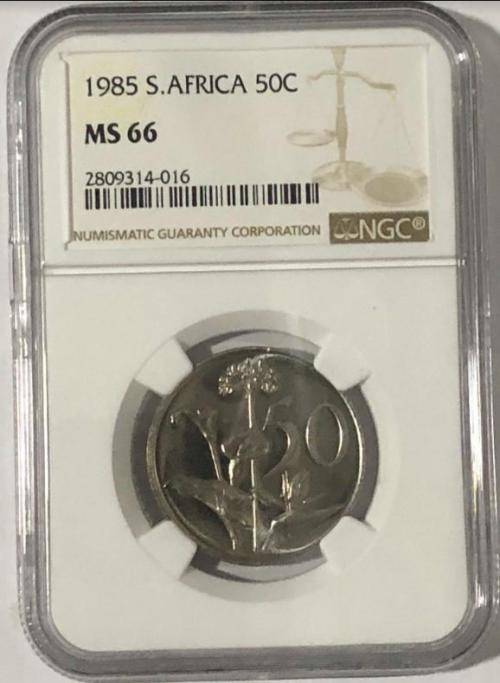 1985 S.AFRICA 50C
MS 66
2809314-016
NUMISMATIC GUARANTY CORPORATION
NGC®
50